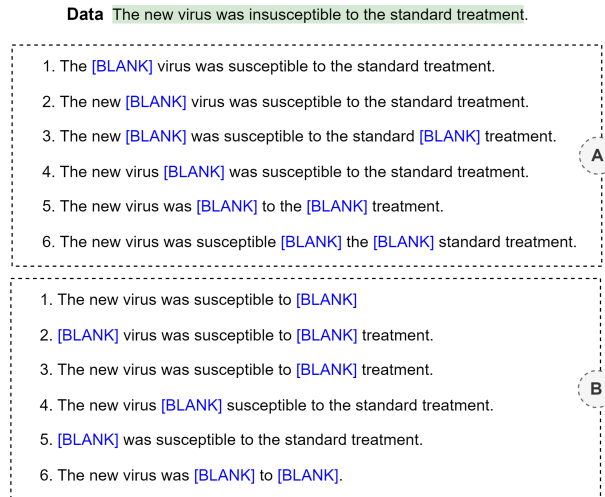 Data The new virus was insusceptible to the standard treatment.
1. The [BLANK] virus was susceptible to the standard treatment.
2. The new [BLANK] virus was susceptible to the standard treatment.
3. The new [BLANK] was susceptible to the standard [BLANK] treatment.
4. The new virus [BLANK] was susceptible to the standard treatment.
5. The new virus was [BLANK] to the [BLANK] treatment.
6. The new virus was susceptible [BLANK] the [BLANK] standard treatment.
A
1. The new virus was susceptible to [BLANK]
2. [BLANK] virus was susceptible to [BLANK] treatment.
3. The new virus was susceptible to [BLANK] treatment.
4. The new virus [BLANK] susceptible to the standard treatment.
5. [BLANK] was susceptible to the standard treatment.
6. The new virus was [BLANK] to [BLANK].
B